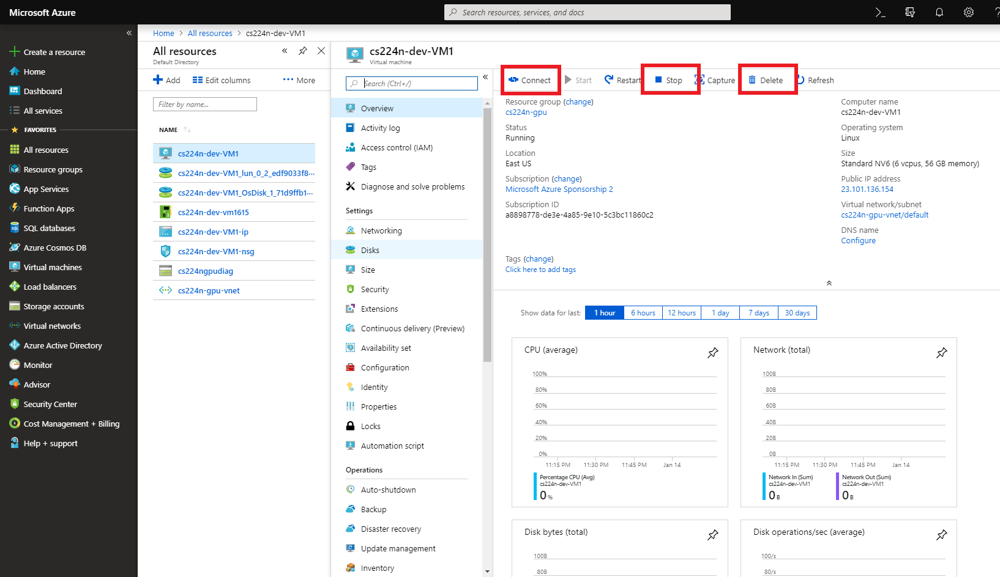 Microsoft Azure
Search resources, services, and docs
Create a resource
Home
Dashboard
All services
FAVORITES
All resources
Resource groups
App Services
Function Apps
SQL databases
Azure Cosmos DB
Virtual machines
Load balancers
Storage accounts
Virtual networks
Azure Active Directory
Monitor
Advisor
Security Center
Cost Management + Billing
Help + support
Home > All resources > cs224n-dev-VM1
All resources
Default Directory
Add Edit columns ··· More
Filter by name...
NAME
cs224n-dev-VM1
cs224n-dev-VM1_lun_0_2_edf9033f8···
cs224n-dev-VM1_OsDisk_1_71d9ffb1···
cs224n-dev-vm1615
cs224n-dev-VM1-ip
cs224n-dev-VM1-nsg
cs224ngpudiag
cs224n-gpu-vnet
cs224n-dev-VM1
Virtual machine
Search (Ctrl+/)
Overview
Activity log
Access control (IAM)
Tags
Diagnose and solve problems
Settings
Networking
Disks
Size
Security
Extensions
Continuous delivery (Preview)
Availability set
Configuration
Identity
Properties
Locks
Automation script
Operations
Auto-shutdown
Backup
Disaster recovery
Update management
Inventory
Connect Start Restart Stop Capture Delete Refresh
Resource group (change)
cs224n-gpu
Status
Running
Location
East US
Subscription (change)
Microsoft Azure Sponsorship 2
Subscription ID
a8898778-de3e-4a85-9e10-5c3bc11860c2
Tags (change)
Click here to add tags
Computer name
cs224n-dev-VM1
Operating system
Linux
Size
Standard NV6 (6 vcpus, 56 GB memory)
Public IP address
23.101.136.154
Virtual network/subnet
cs224n-gpu-vnet/default
DNS name
Configure
Show data for last: 1 hour 6 hours 12 hours 1 day 7 days 30 days
CPU (average)
100%
80%
60%
40%
20%
0%
11:15 PM 11:30 PM 11:45 PM Jan 14
Percentage CPU (Avg)
cs224n-dev-VM1
0 %
Network (total)
100B
80B
60B
40B
20B
0B
11:15 PM 11:30 PM 11:45 PM Jan 14
Network In (Sum)
cs224n-dev-VM1
0 B
Network Out (Sum)
cs224n-dev-VM1
0 B
Disk bytes (total)
100B
80B
Disk operations/sec (average)
100/s
80/s